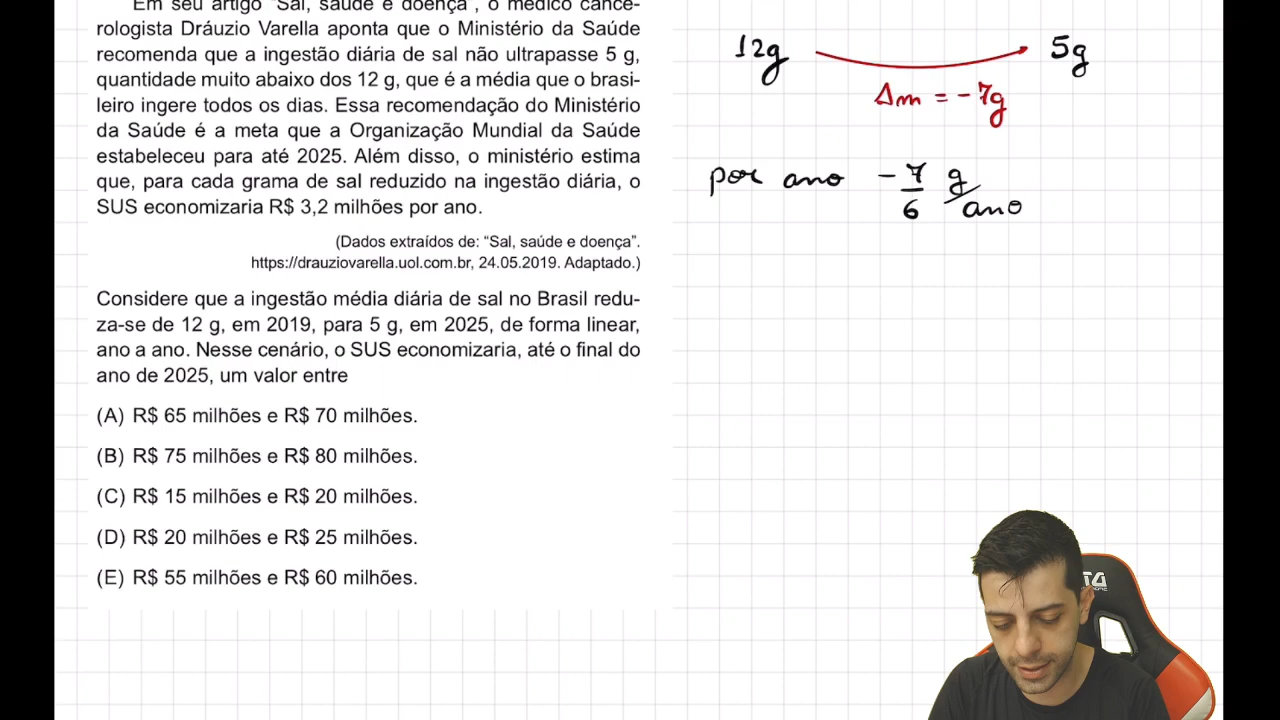 Em seu artigo “Sal, saúde e doença”, o médico cance-
rologista Dráuzio Varella aponta que o Ministério da Saúde
recomenda que a ingestão diária de sal não ultrapasse 5 g,
quantidade muito abaixo dos 12 g, que é a média que o brasi-
leiro ingere todos os dias. Essa recomendação do Ministério
da Saúde é a meta que a Organização Mundial da Saúde
estabeleceu para até 2025. Além disso, o ministério estima
que, para cada grama de sal reduzido na ingestão diária, o
SUS economizaria R$ 3,2 milhões por ano.
(Dados extraídos de: “Sal, saúde e doença”.
https://drauziovarella.uol.com.br, 24.05.2019. Adaptado.)
Considere que a ingestão média diária de sal no Brasil redu-
za-se de 12 g, em 2019, para 5 g, em 2025, de forma linear,
ano a ano. Nesse cenário, o SUS economizaria, até o final do
ano de 2025, um valor entre
(A) R$ 65 milhões e R$ 70 milhões.
(B) R$ 75 milhões e R$ 80 milhões.
(C) R$ 15 milhões e R$ 20 milhões.
(D) R$ 20 milhões e R$ 25 milhões.
(E) R$ 55 milhões e R$ 60 milhões.
12g 5g
Δm = -7g
por ano - 7/6 g/ano